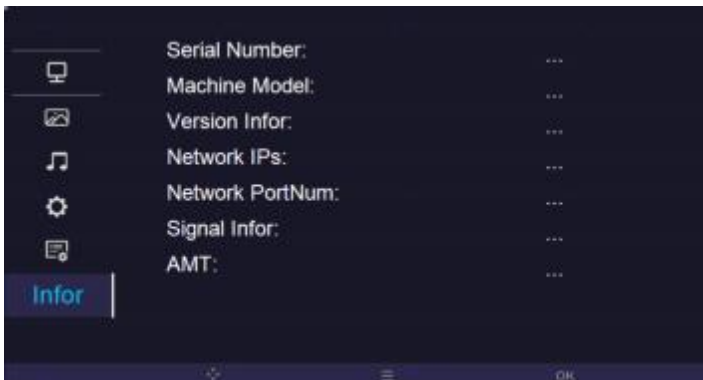 Serial Number: ...
Machine Model: ...
Version Infor: ...
Network IPs: ...
Network PortNum: ...
Signal Infor: ...
AMT: ...
Infor
OK